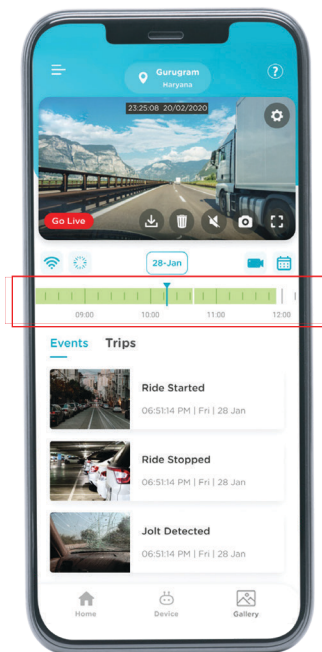 Gurugram
Haryana
?
23:25:08 20/02/2020
Go Live
28-Jan
09:00 10:00 11:00 12:00
Events Trips
Ride Started
06:51:14 PM | Fri | 28 Jan
Ride Stopped
06:51:14 PM | Fri | 28 Jan
Jolt Detected
06:51:14 PM | Fri | 28 Jan
Home Device Gallery